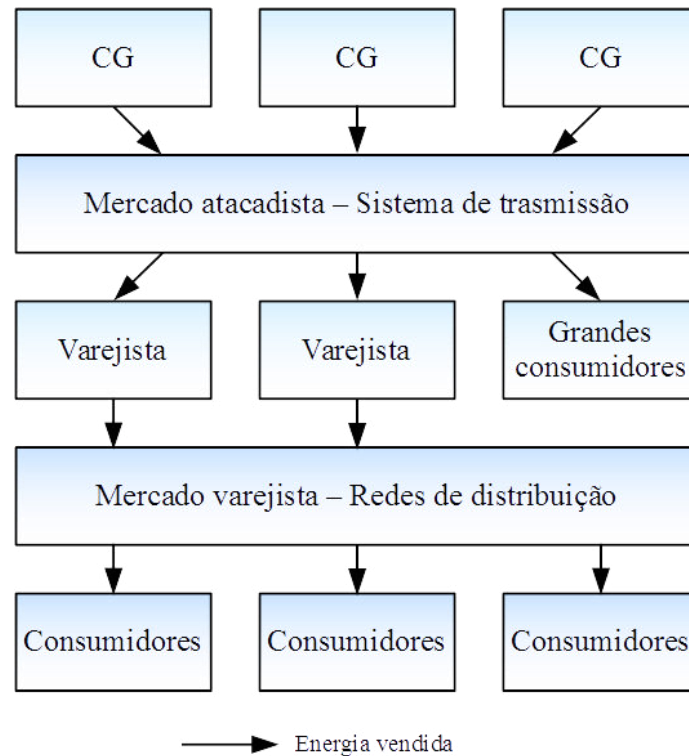 CG
CG
CG
Mercado atacadista – Sistema de trasmissão
Varejista
Varejista
Grandes
consumidores
Mercado varejista – Redes de distribuição
Consumidores
Consumidores
Consumidores
Energia vendida